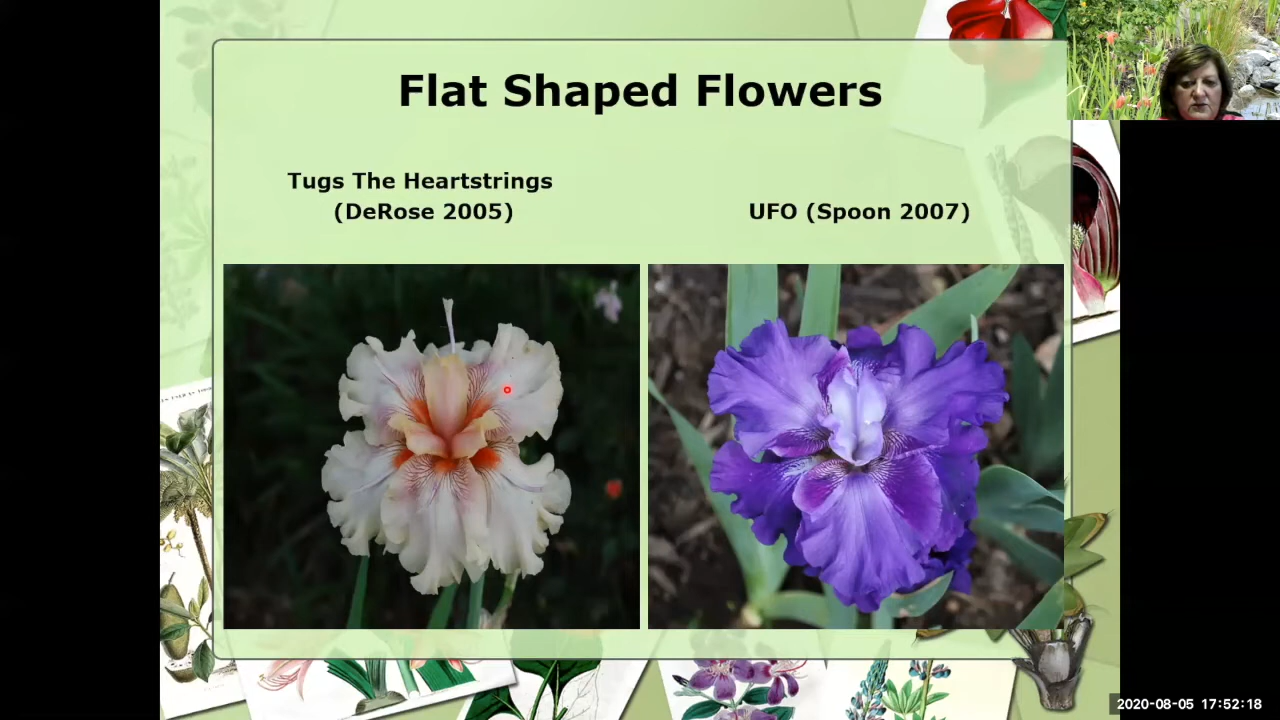 Flat Shaped Flowers
Tugs The Heartstrings
(DeRose 2005)
UFO (Spoon 2007)
2020-08-05 17:52:18